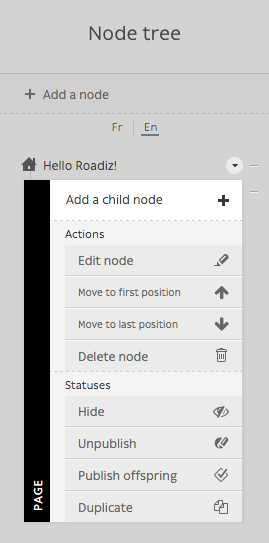 Node tree
Add a node
Fr En
Hello Roadiz!
Add a child node
Actions
Edit node
Move to first position
Move to last position
Delete node
Statuses
Hide
Unpublish
Publish offspring
Duplicate
PAGE